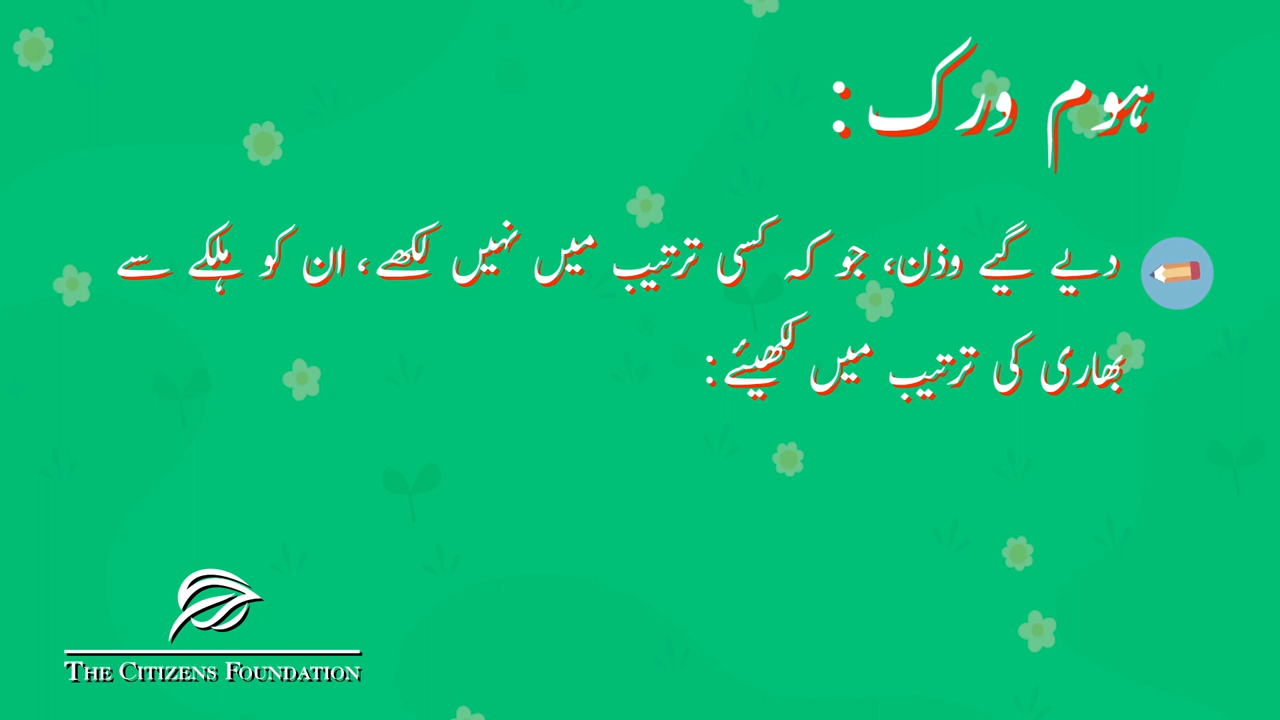 ہوم ورک :
دیے گیے وذن، جو کہ کسی ترتیب میں نہیں لکھے، ان کو ہلکے سے
بھاری کی ترتیب میں لکھیئے :
THE CITIZENS FOUNDATION